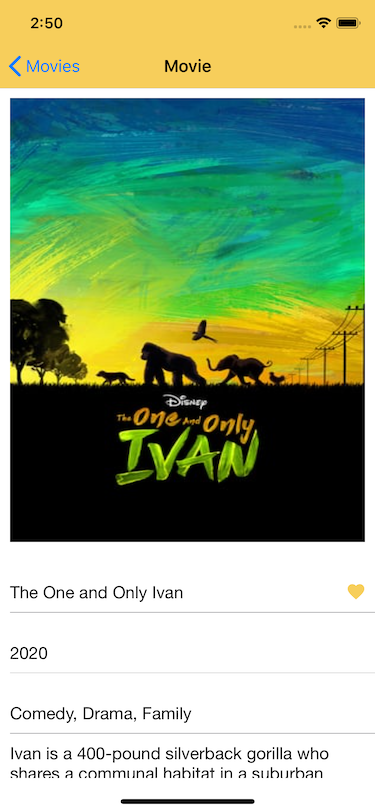 2:50
Movies
Movie
Disney
The One And Only
IVAN
The One and Only Ivan
2020
Comedy, Drama, Family
Ivan is a 400-pound silverback gorilla who
shares a communal habitat in a suburban